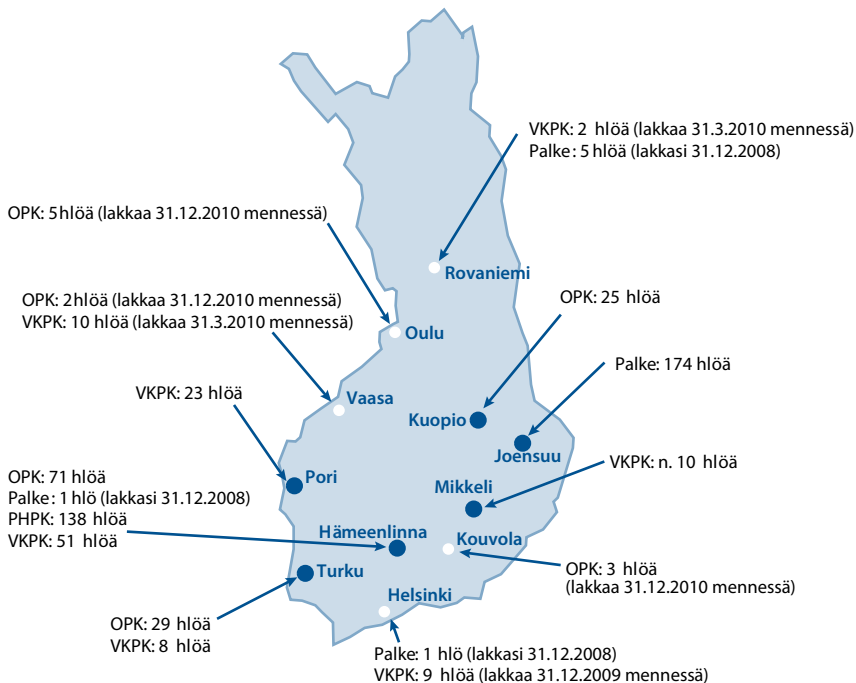 VKPK: 2 hlöä (lakkaa 31.3.2010 mennessä)
Palke: 5 hlöä (lakkasi 31.12.2008)
OPK: 5 hlöä (lakkaa 31.12.2010 mennessä)
Rovaniemi
OPK: 2 hlöä (lakkaa 31.12.2010 mennessä)
VKPK: 10 hlöä (lakkaa 31.3.2010 mennessä)
OPK: 25 hlöä
Oulu
Palke: 174 hlöä
VKPK: 23 hlöä
Vaasa
Kuopio
Joensuu
VKPK: n. 10 hlöä
OPK: 71 hlöä
Palke: 1 hlö (lakkasi 31.12.2008)
PHPK: 138 hlöä
VKPK: 51 hlöä
Pori
Mikkeli
Hämeenlinna
Kouvola
OPK: 3 hlöä
(lakkaa 31.12.2010 mennessä)
Turku
Helsinki
OPK: 29 hlöä
VKPK: 8 hlöä
Palke: 1 hlö (lakkasi 31.12.2008)
VKPK: 9 hlöä (lakkaa 31.12.2009 mennessä)